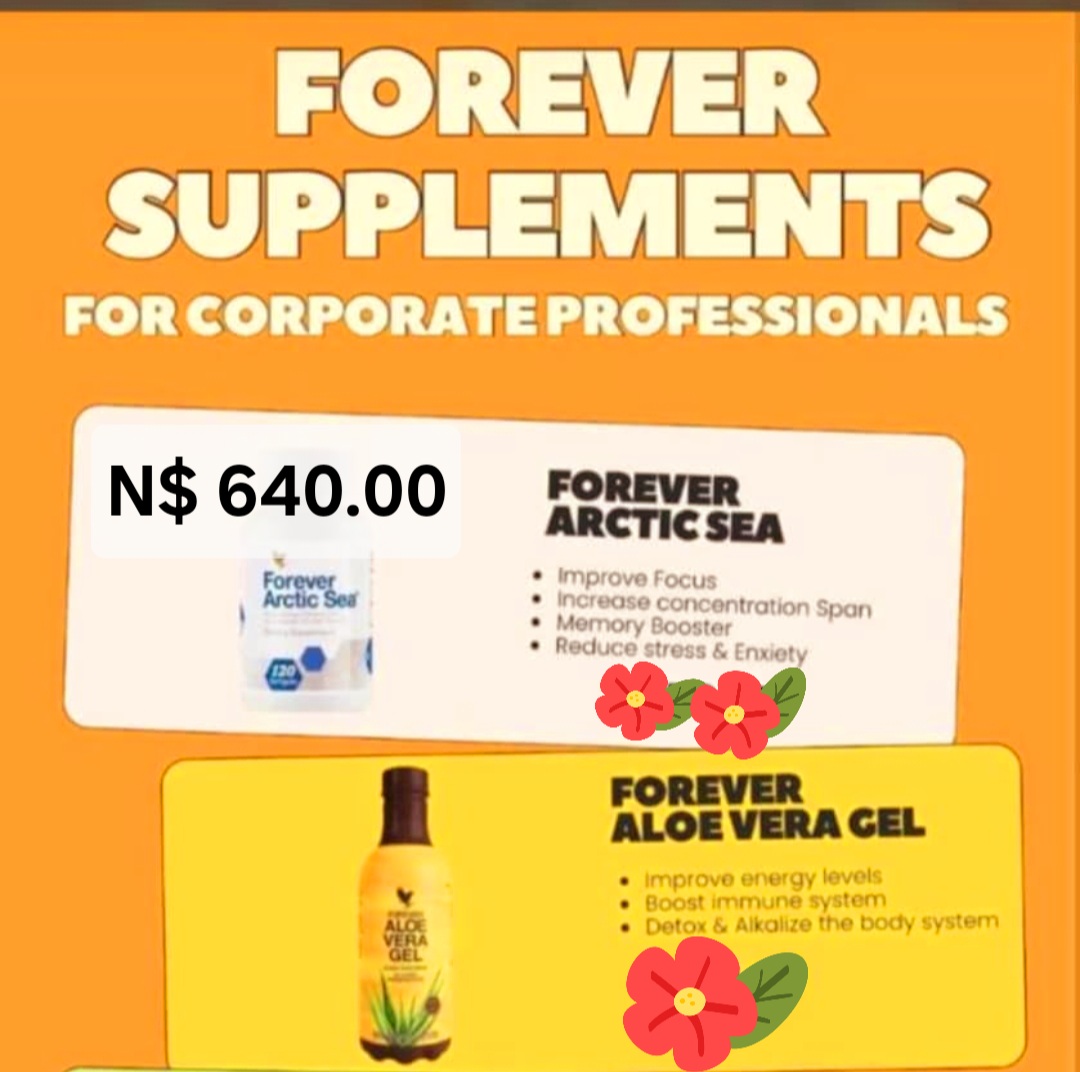 FOREVER
SUPPLEMENTS
FOR CORPORATE PROFESSIONALS
N$ 640.00
Forever
Arctic Sea
120
FOREVER
ARCTIC SEA
• Improve Focus
• Increase concentration Span
• Memory Booster
• Reduce stress & Enxiety
FOREVER
ALOE VERA GEL
• Improve energy levels
• Boost immune system
• Detox & Alkalize the body system
ALOE
VERA
GEL